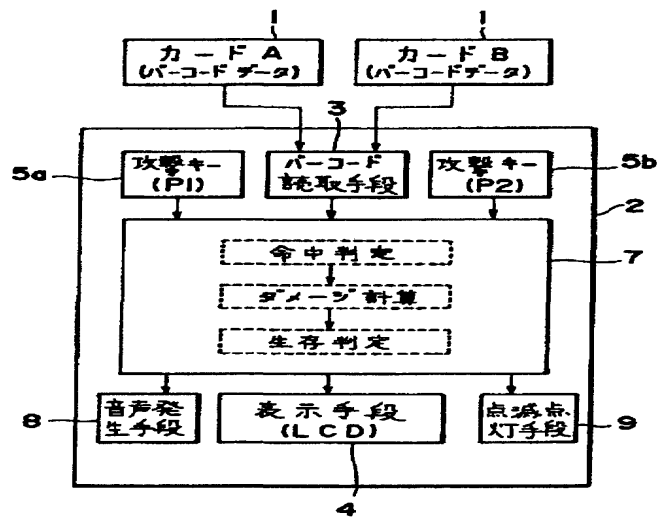 1
1
カード A
(バーコードデータ)
カード B
(バーコードデータ)
3
5a
攻撃キー
(P1)
バーコード
読取手段
攻撃キー
(P2)
5b
2
命中判定
7
ダメージ計算
生存判定
8
音声発
生手段
表示手段
(LCD)
点滅点
灯手段
9
4